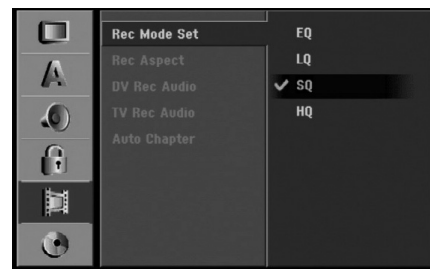 Rec Mode Set
Rec Aspect
DV Rec Audio
TV Rec Audio
Auto Chapter
EQ
LQ
SQ
HQ